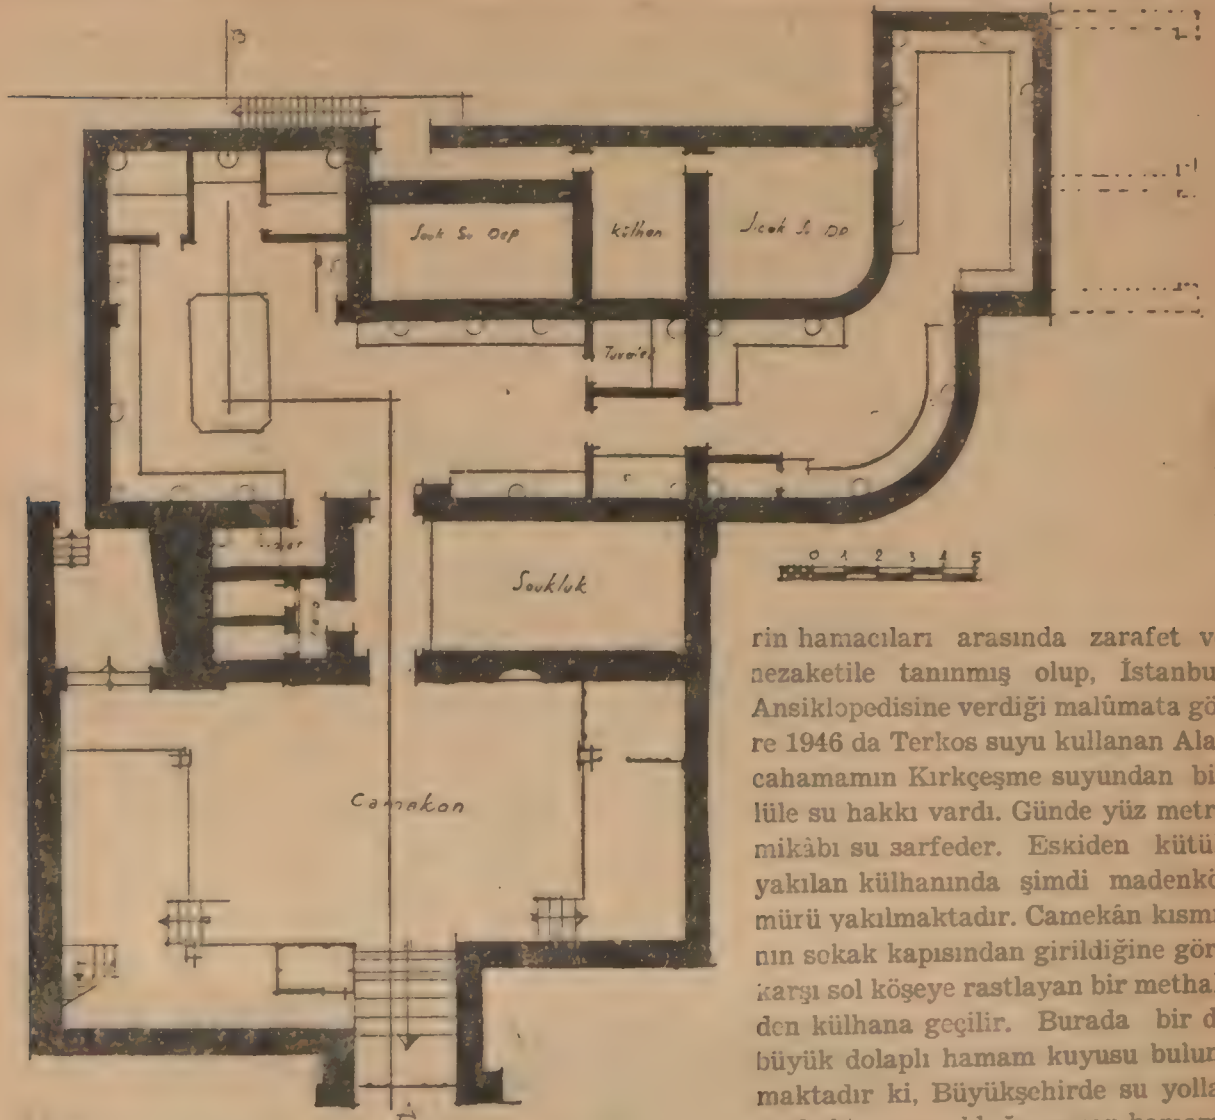 B
Souk Su Dep
Külhan
Sıcak Su DP
Souklук
0 1 2 3 4 5
Camekan
rin hamacıları arasında zarafet v
nezaketile tanınmış olup, İstanbu
Ansiklopedisine verdiği malûmata gö
re 1946 da Terkos suyu kullanan Ala
cahamamın Kırkçeşme suyundan bi
lüle su hakkı vardı. Günde yüz metr
mikâbı su sarfeder. Eskiden kütü
yakılan külhanında şimdi madenkö
mürü yakılmaktadır. Camekân kısmı
nın sokak kapısından girildiğine gör
karşı sol köşeye rastlayan bir metha
den külhana geçilir. Burada bir d
büyük dolaplı hamam kuyusu bulur
maktadır ki, Büyükşehirde su yolla